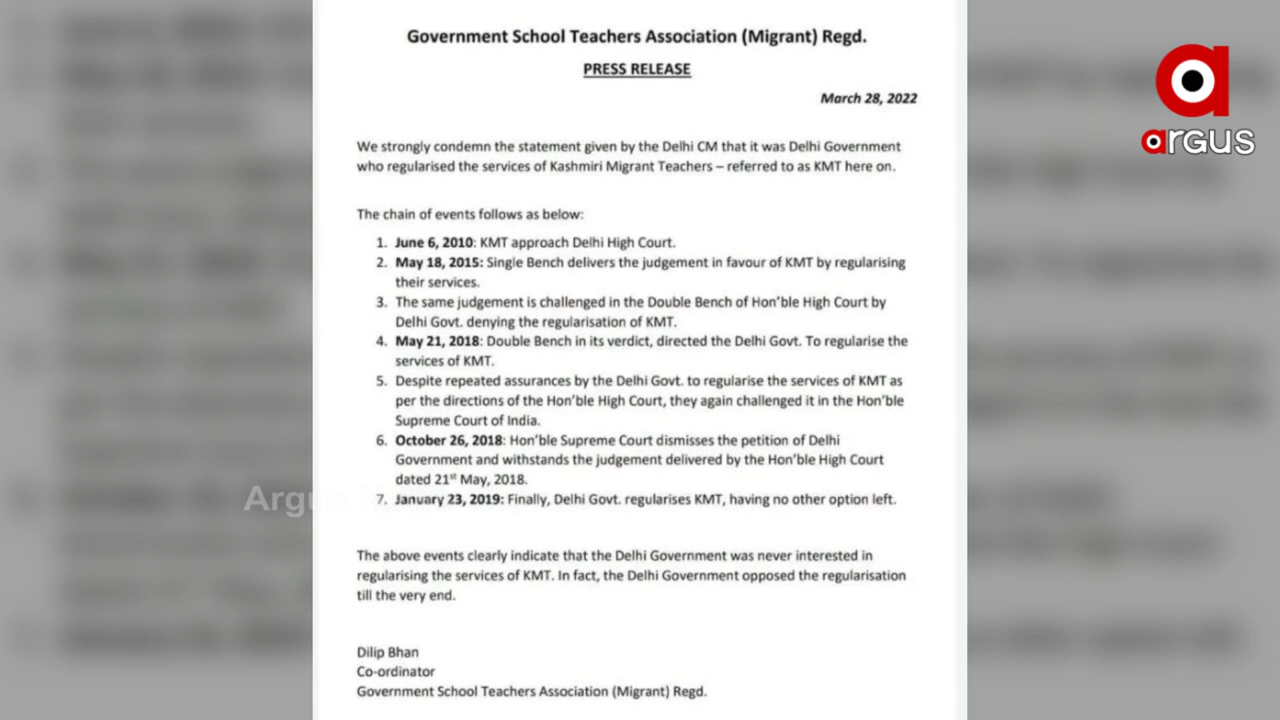 Government School Teachers Association (Migrant) Regd.
PRESS RELEASE
March 28, 2022
argus
We strongly condemn the statement given by the Delhi CM that it was Delhi Government
who regularised the services of Kashmiri Migrant Teachers – referred to as KMT here on.
The chain of events follows as below:
1. June 6, 2010: KMT approach Delhi High Court.
2. May 18, 2015: Single Bench delivers the judgement in favour of KMT by regularising
their services.
3. The same judgement is challenged in the Double Bench of Hon'ble High Court by
Delhi Govt. denying the regularisation of KMT.
4. May 21, 2018: Double Bench in its verdict, directed the Delhi Govt. To regularise the
services of KMT.
5. Despite repeated assurances by the Delhi Govt. to regularise the services of KMT as
per the directions of the Hon'ble High Court, they again challenged it in the Hon'ble
Supreme Court of India.
6. October 26, 2018: Hon'ble Supreme Court dismisses the petition of Delhi
Government and withstands the judgement delivered by the Hon'ble High Court
dated 21st May, 2018.
Argus
7. January 23, 2019: Finally, Delhi Govt. regularises KMT, having no other option left.
The above events clearly indicate that the Delhi Government was never interested in
regularising the services of KMT. In fact, the Delhi Government opposed the regularisation
till the very end.
Dilip Bhan
Co-ordinator
Government School Teachers Association (Migrant) Regd.